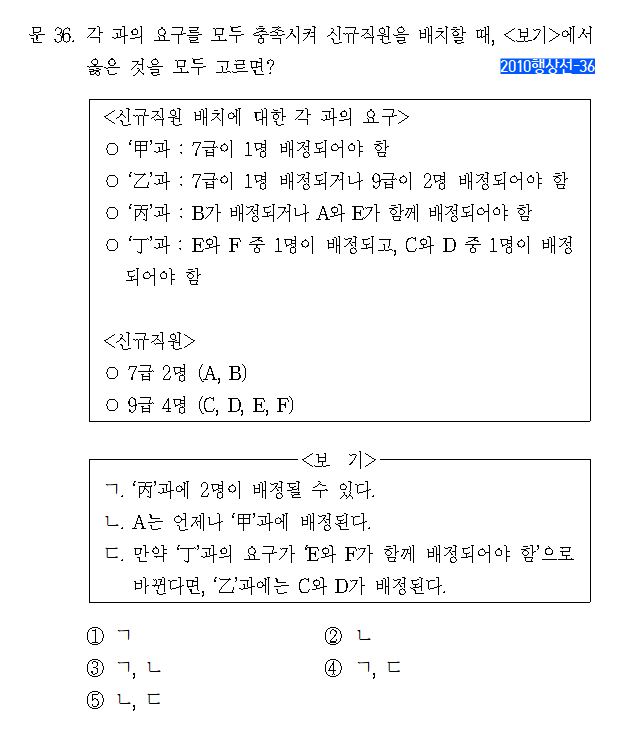 문 36. 각 과의 요구를 모두 충족시켜 신규직원을 배치할 때, <보기>에서
옳은 것을 모두 고르면?
2010행상선-36
<신규직원 배치에 대한 각 과의 요구>
○ ‘甲’과 : 7급이 1명 배정되어야 함
○ ‘乙’과 : 7급이 1명 배정되거나 9급이 2명 배정되어야 함
○ ‘丙’과 : B가 배정되거나 A와 E가 함께 배정되어야 함
○ ‘丁’과 : E와 F 중 1명이 배정되고, C와 D 중 1명이 배정
되어야 함
<신규직원>
○ 7급 2명 (A, B)
○ 9급 4명 (C, D, E, F)
<보 기>
ㄱ. ‘丙’과에 2명이 배정될 수 있다.
ㄴ. A는 언제나 ‘甲’과에 배정된다.
ㄷ. 만약 ‘丁’과의 요구가 ‘E와 F가 함께 배정되어야 함’으로
바뀐다면, ‘乙’과에는 C와 D가 배정된다.
① ㄱ ② ㄴ
③ ㄱ, ㄴ ④ ㄱ, ㄷ
⑤ ㄴ, ㄷ